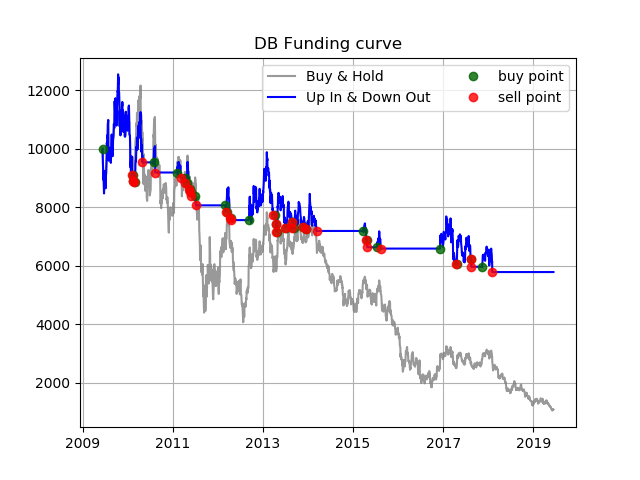 DB Funding curve
Buy & Hold
Up In & Down Out
buy point
sell point
12000
10000
8000
6000
4000
2000
2009 2011 2013 2015 2017 2019